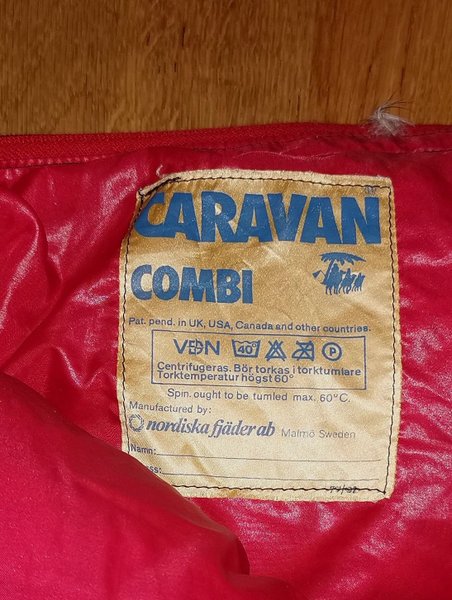 CARAVAN
COMBI
Pat. pend. in UK, USA, Canada and other countries.
VDN 40° P
Centrifugeras. Bör torkas i torktumlare
Torktemperatur högst 60°
Spin. ought to be tumled max. 60°C.
Manufactured by:
nordiska fjäder ab Malmö Sweden
Namn: